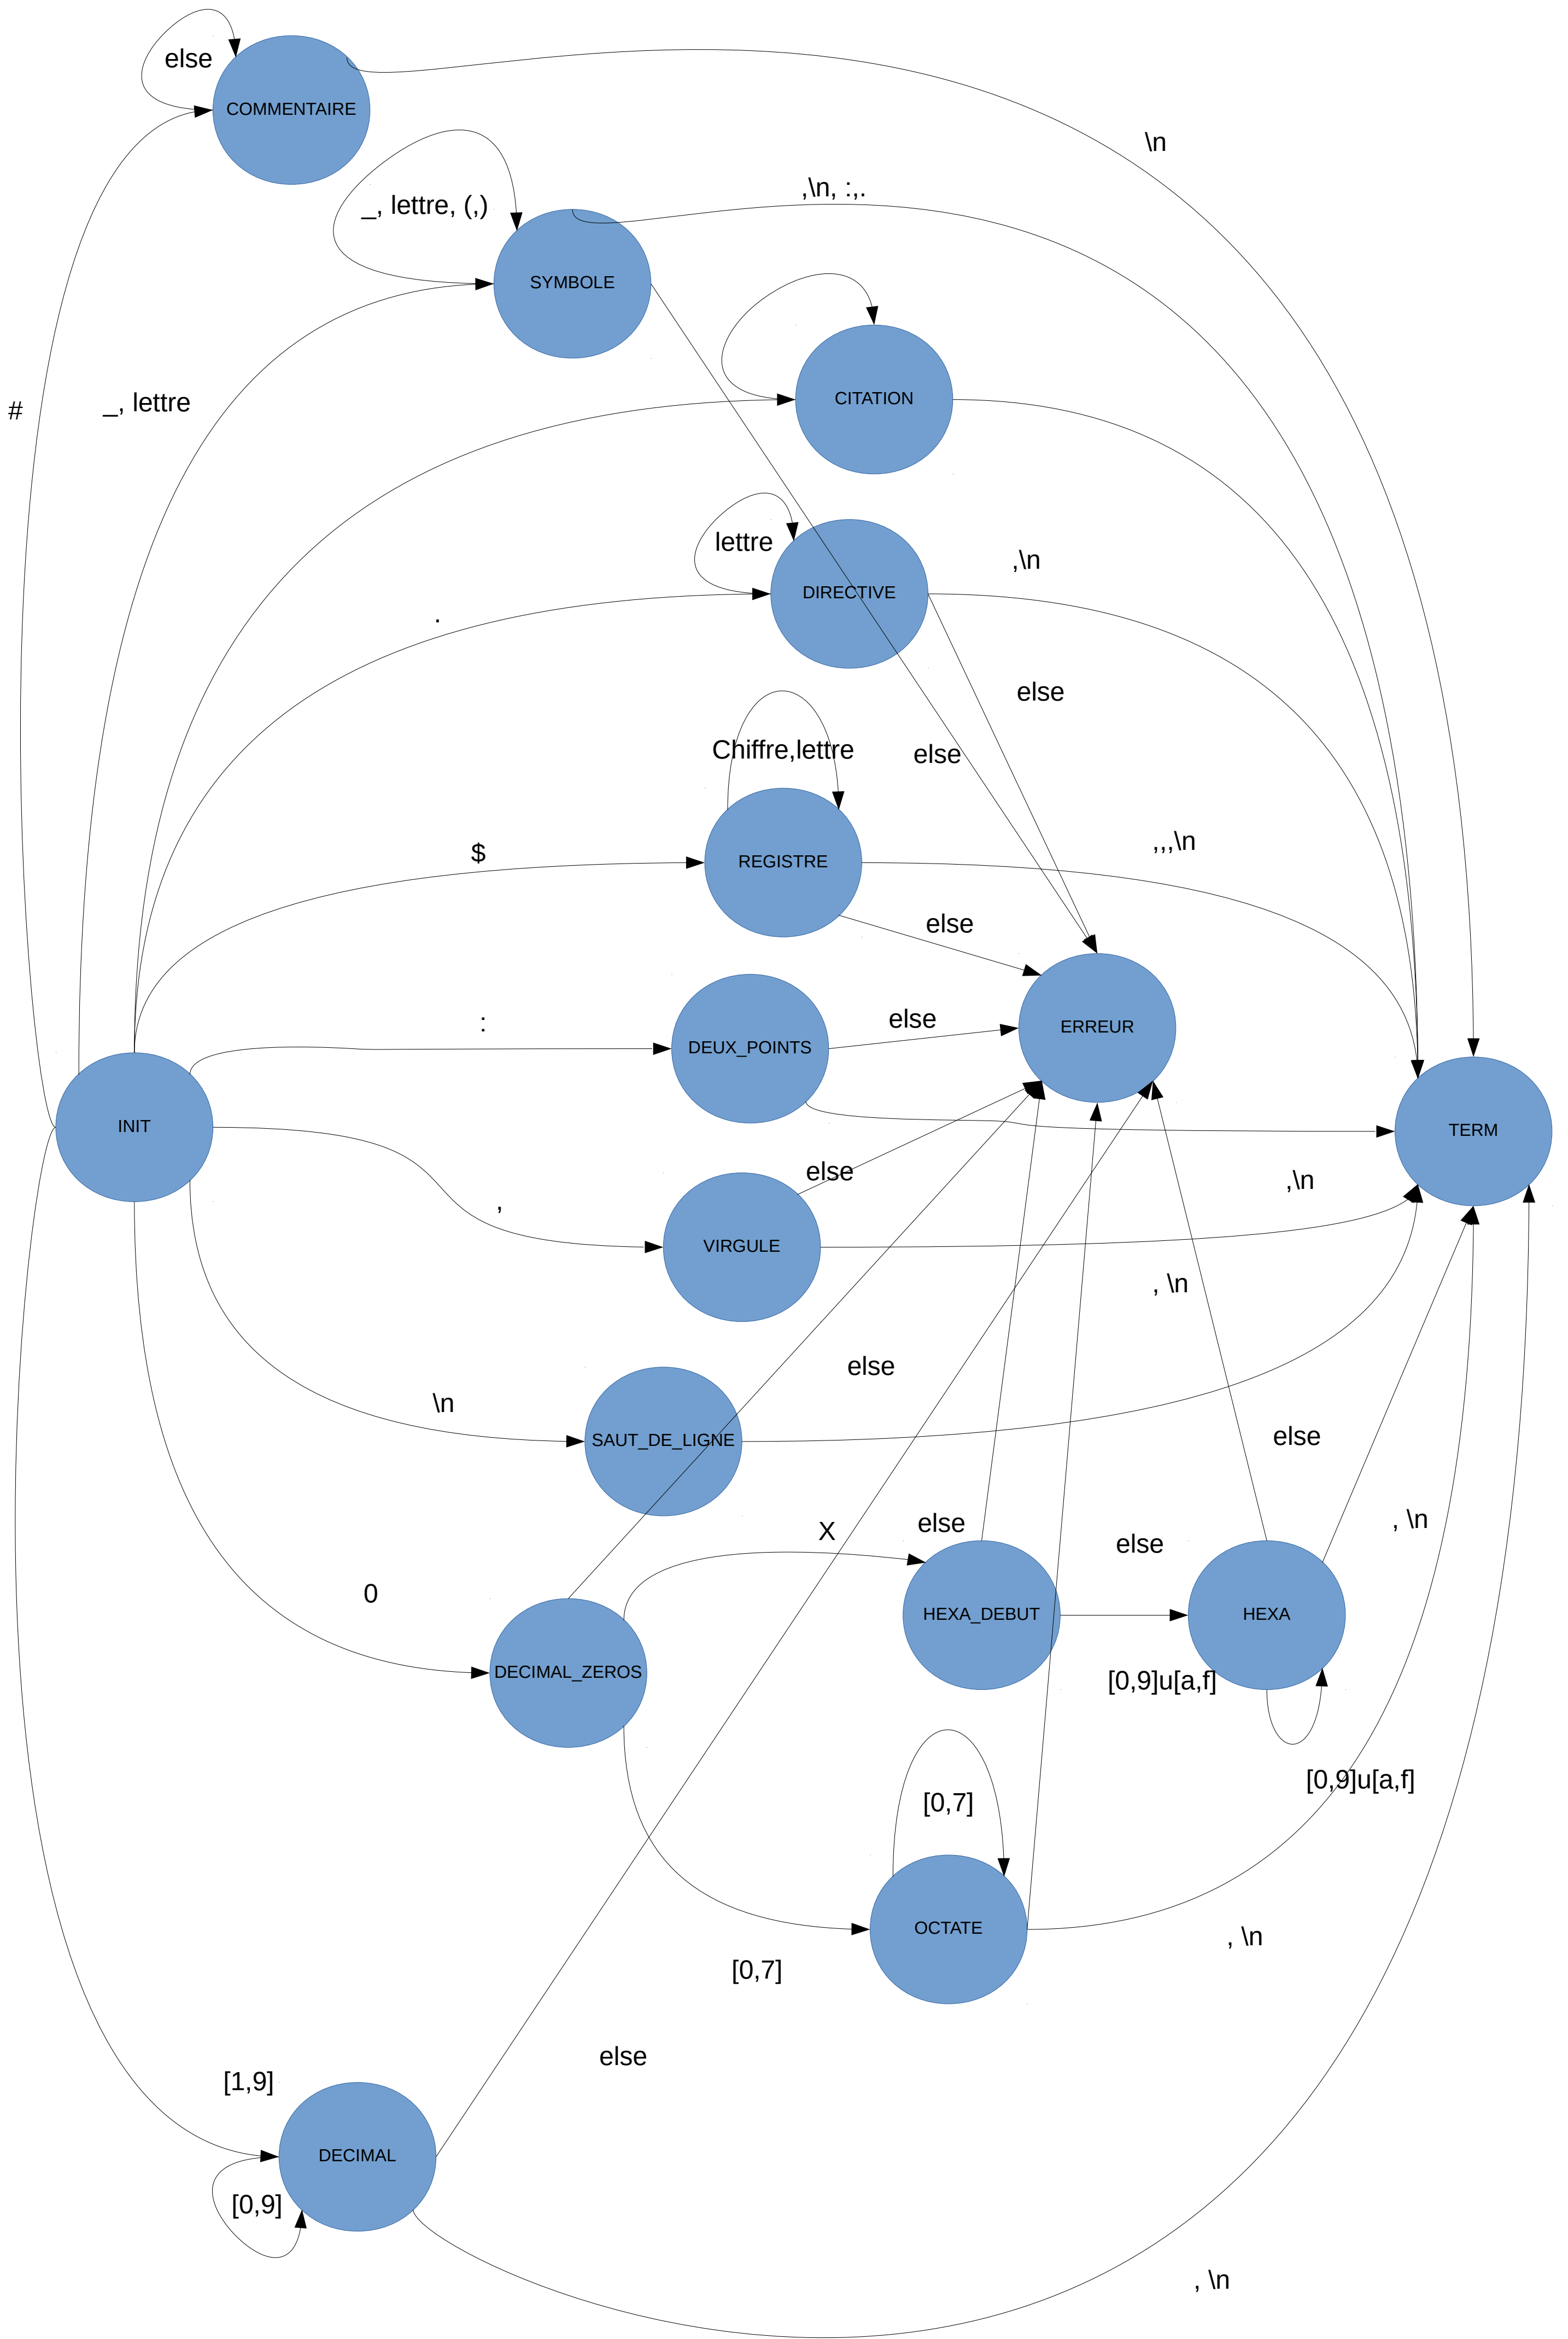 else
COMMENTAIRE
\n
,\n, :,.
_, lettre, (,)
SYMBOLE
CITATION
_, lettre
#
lettre
,\n
DIRECTIVE
.
else
Chiffre,lettre
else
,,,\n
$
REGISTRE
else
:
else
ERREUR
DEUX_POINTS
INIT
TERM
else
,\n
,
VIRGULE
, \n
else
\n
SAUT_DE_LIGNE
else
, \n
else
X
else
0
HEXA_DEBUT
HEXA
DECIMAL_ZEROS
[0,9]u[a,f]
[0,9]u[a,f]
[0,7]
OCTATE
, \n
[0,7]
else
[1,9]
DECIMAL
[0,9]
, \n